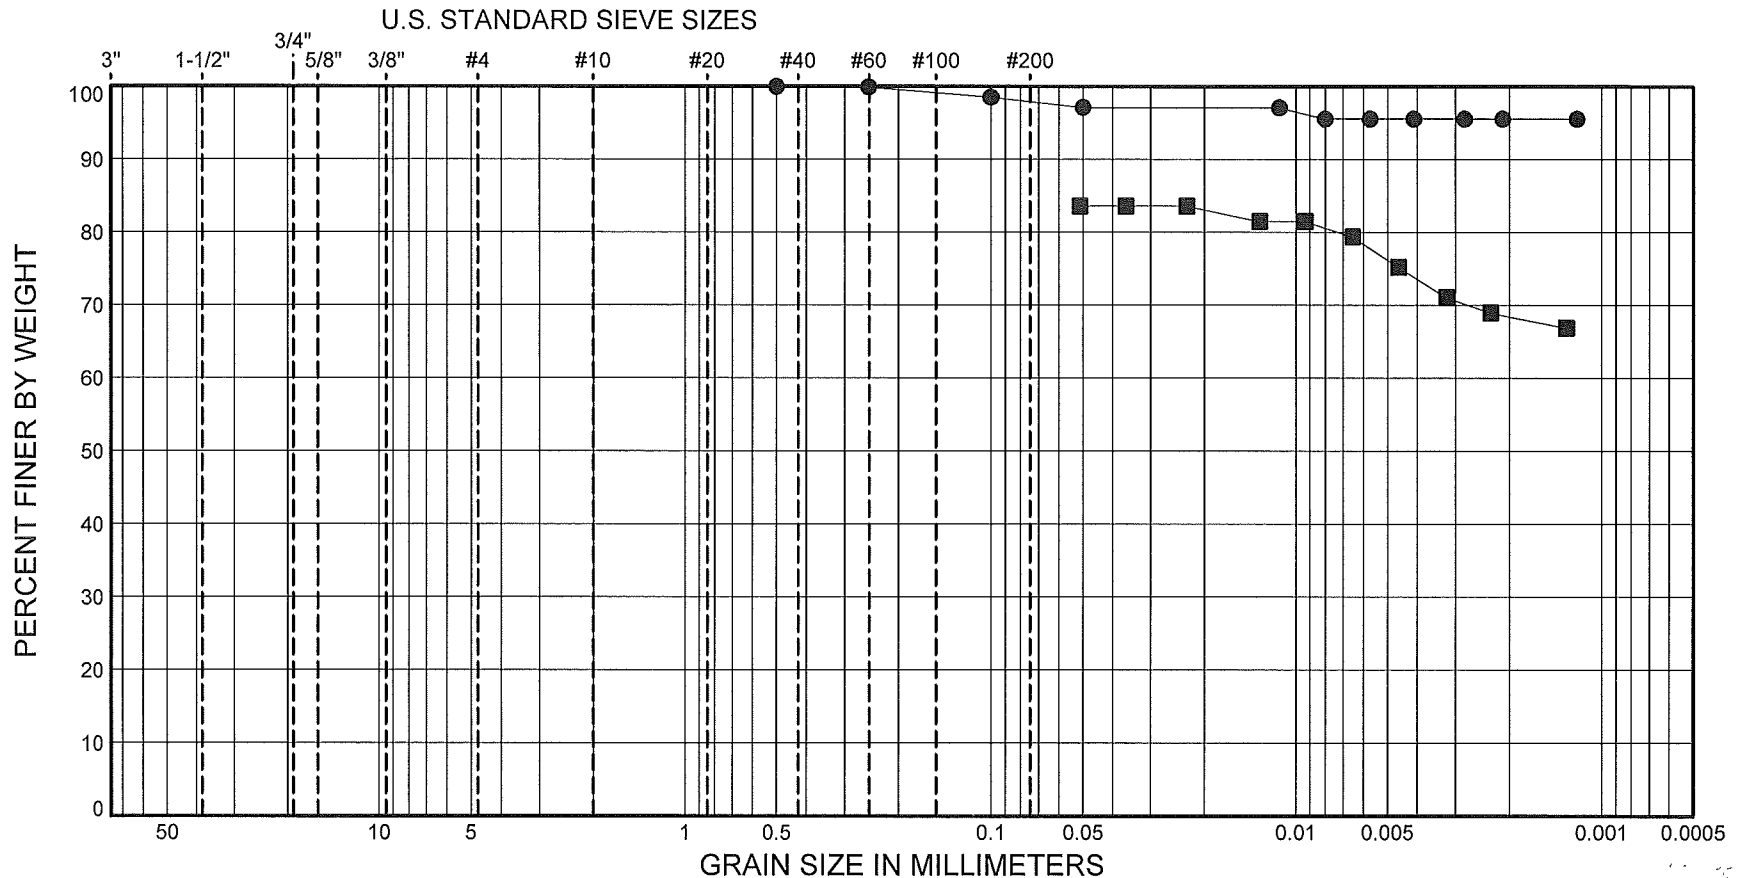 U.S. STANDARD SIEVE SIZES
3" 1-1/2" 3/4" 5/8" 3/8" #4 #10 #20 #40 #60 #100 #200
100
90
80
70
60
50
40
30
20
10
0
PERCENT FINER BY WEIGHT
50 10 5 1 0.5 0.1 0.05 0.01 0.005 0.001 0.0005
GRAIN SIZE IN MILLIMETERS